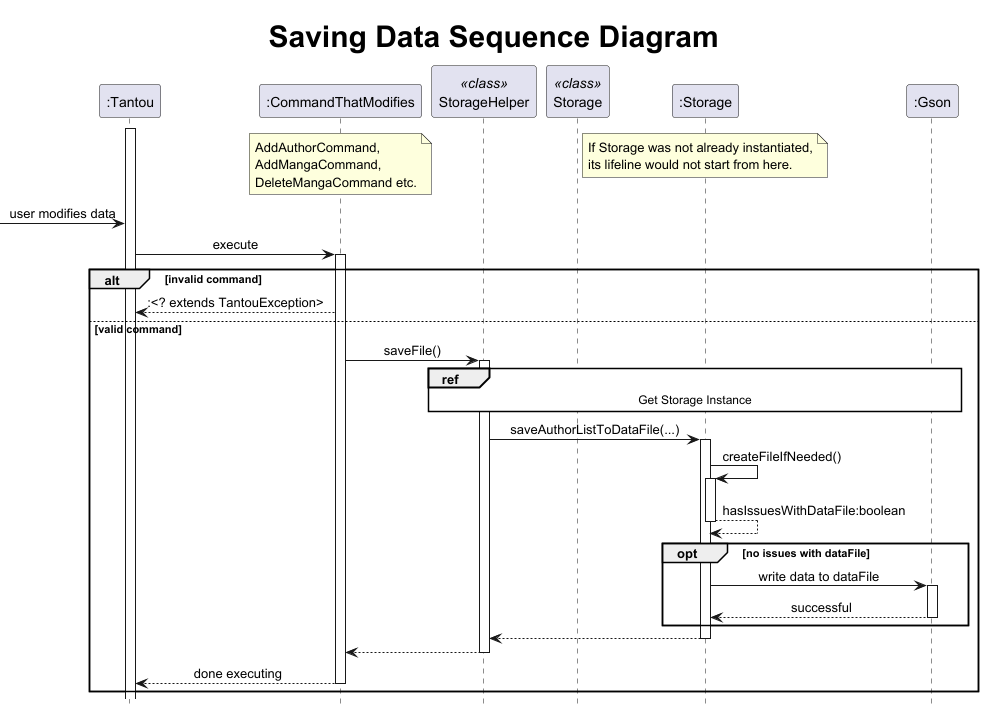 Saving Data Sequence Diagram
:Tantou
:CommandThatModifies
«class»
StorageHelper
«class»
Storage
:Storage
:Gson
AddAuthorCommand,
AddMangaCommand,
DeleteMangaCommand etc.
If Storage was not already instantiated,
its lifeline would not start from here.
user modifies data
execute
alt
[invalid command]
:<? extends TantouException>
[valid command]
saveFile()
ref
Get Storage Instance
saveAuthorListToDataFile(...)
createFileIfNeeded()
hasIssuesWithDataFile:boolean
opt
[no issues with dataFile]
write data to dataFile
successful
done executing